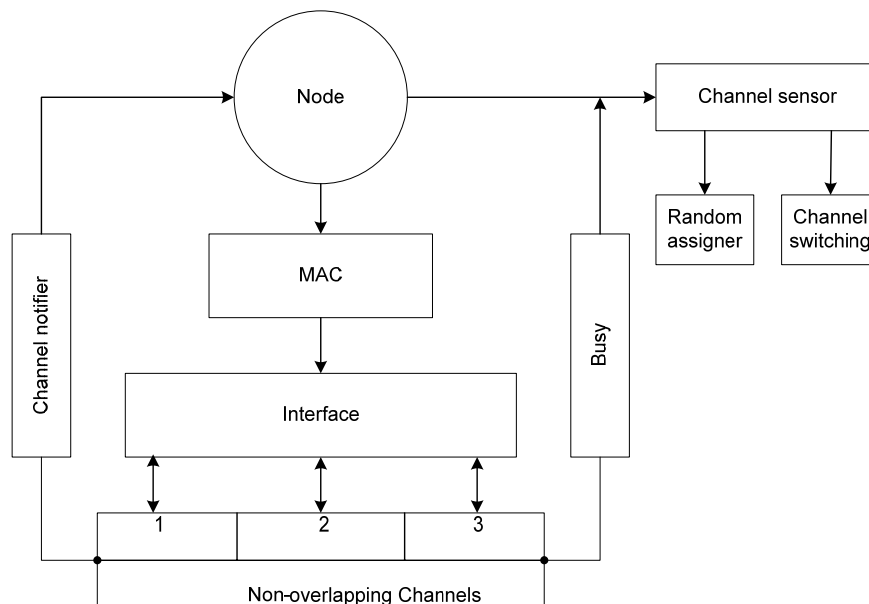 Node
Channel sensor
Random
assigner
Channel
switching
Channel notifier
MAC
Busy
Interface
1
2
3
Non-overlapping Channels